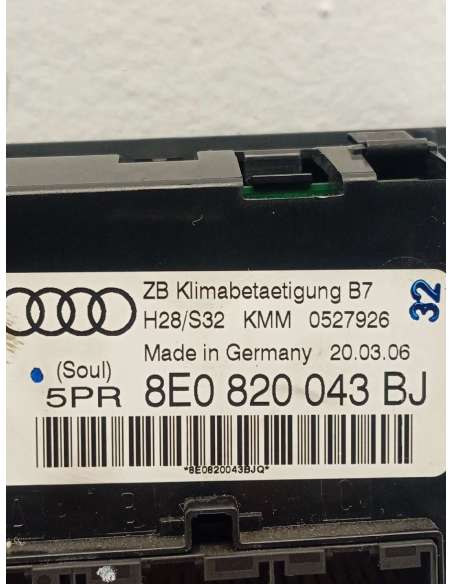 ZB Klimabetaetigung B7
H28/S32 KMM 0527926
32
Made in Germany 20.03.06
(Soul)
5PR 8E0 820 043 BJ
*8E0820043BJQ*